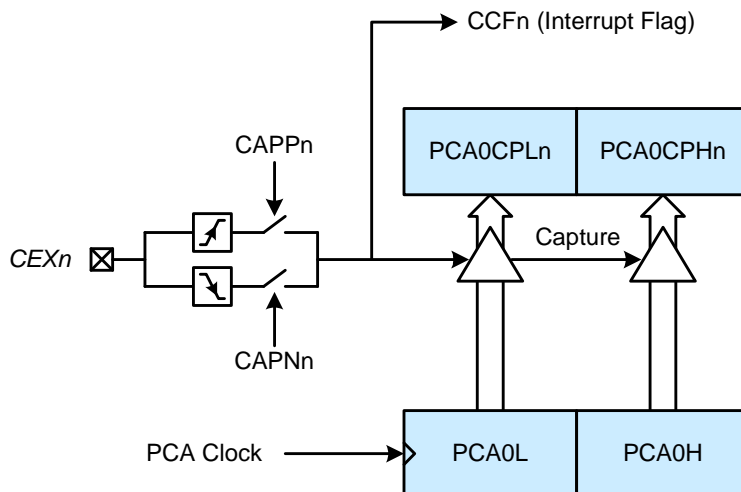 CCFn (Interrupt Flag)
PCA0CPLn
PCA0CPHn
CAPPn
CEXn
Capture
CAPNn
PCA Clock
PCA0L
PCA0H